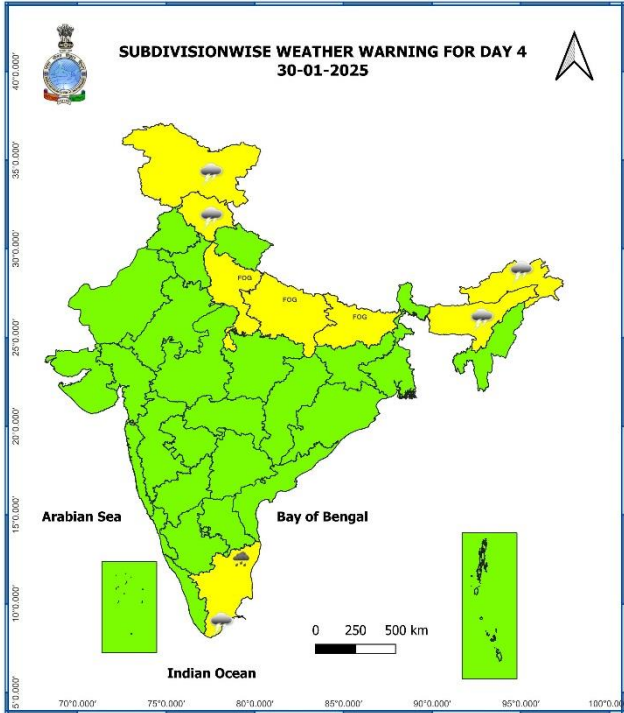 SUBDIVISIONWISE WEATHER WARNING FOR DAY 4
30-01-2025
40°0.000'
35°0.000'
30°0.000'
25°0.000'
20°0.000'
15°0.000'
10°0.000'
5°0.000'
FOG
FOG
FOG
Arabian Sea
Bay of Bengal
0 250 500 km
Indian Ocean
70°0.000' 75°0.000' 80°0.000' 85°0.000' 90°0.000' 95°0.000' 100°0.00